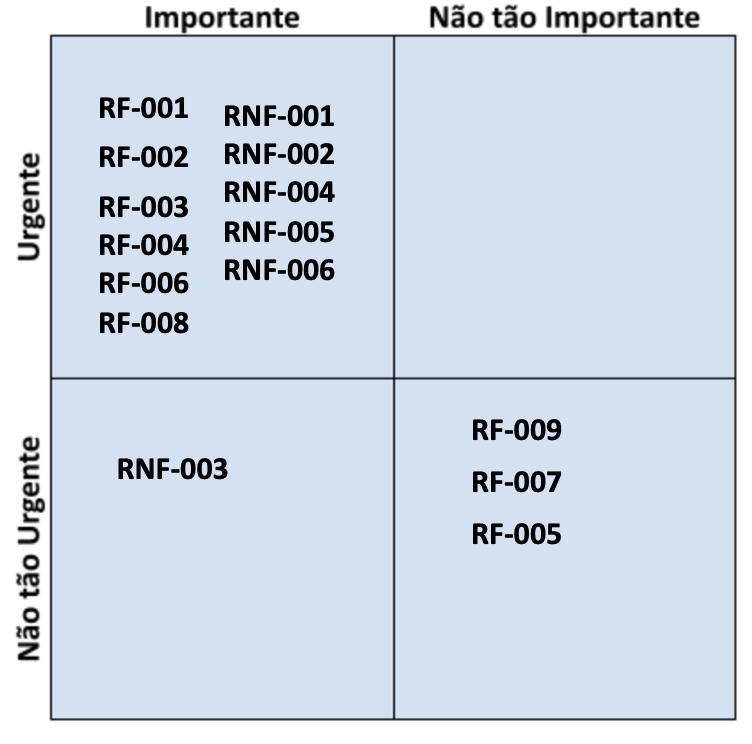 Importante
Não tão Importante
Urgente
RF-001
RF-002
RF-003
RF-004
RF-006
RF-008
RNF-001
RNF-002
RNF-004
RNF-005
RNF-006
Não tão Urgente
RNF-003
RF-009
RF-007
RF-005